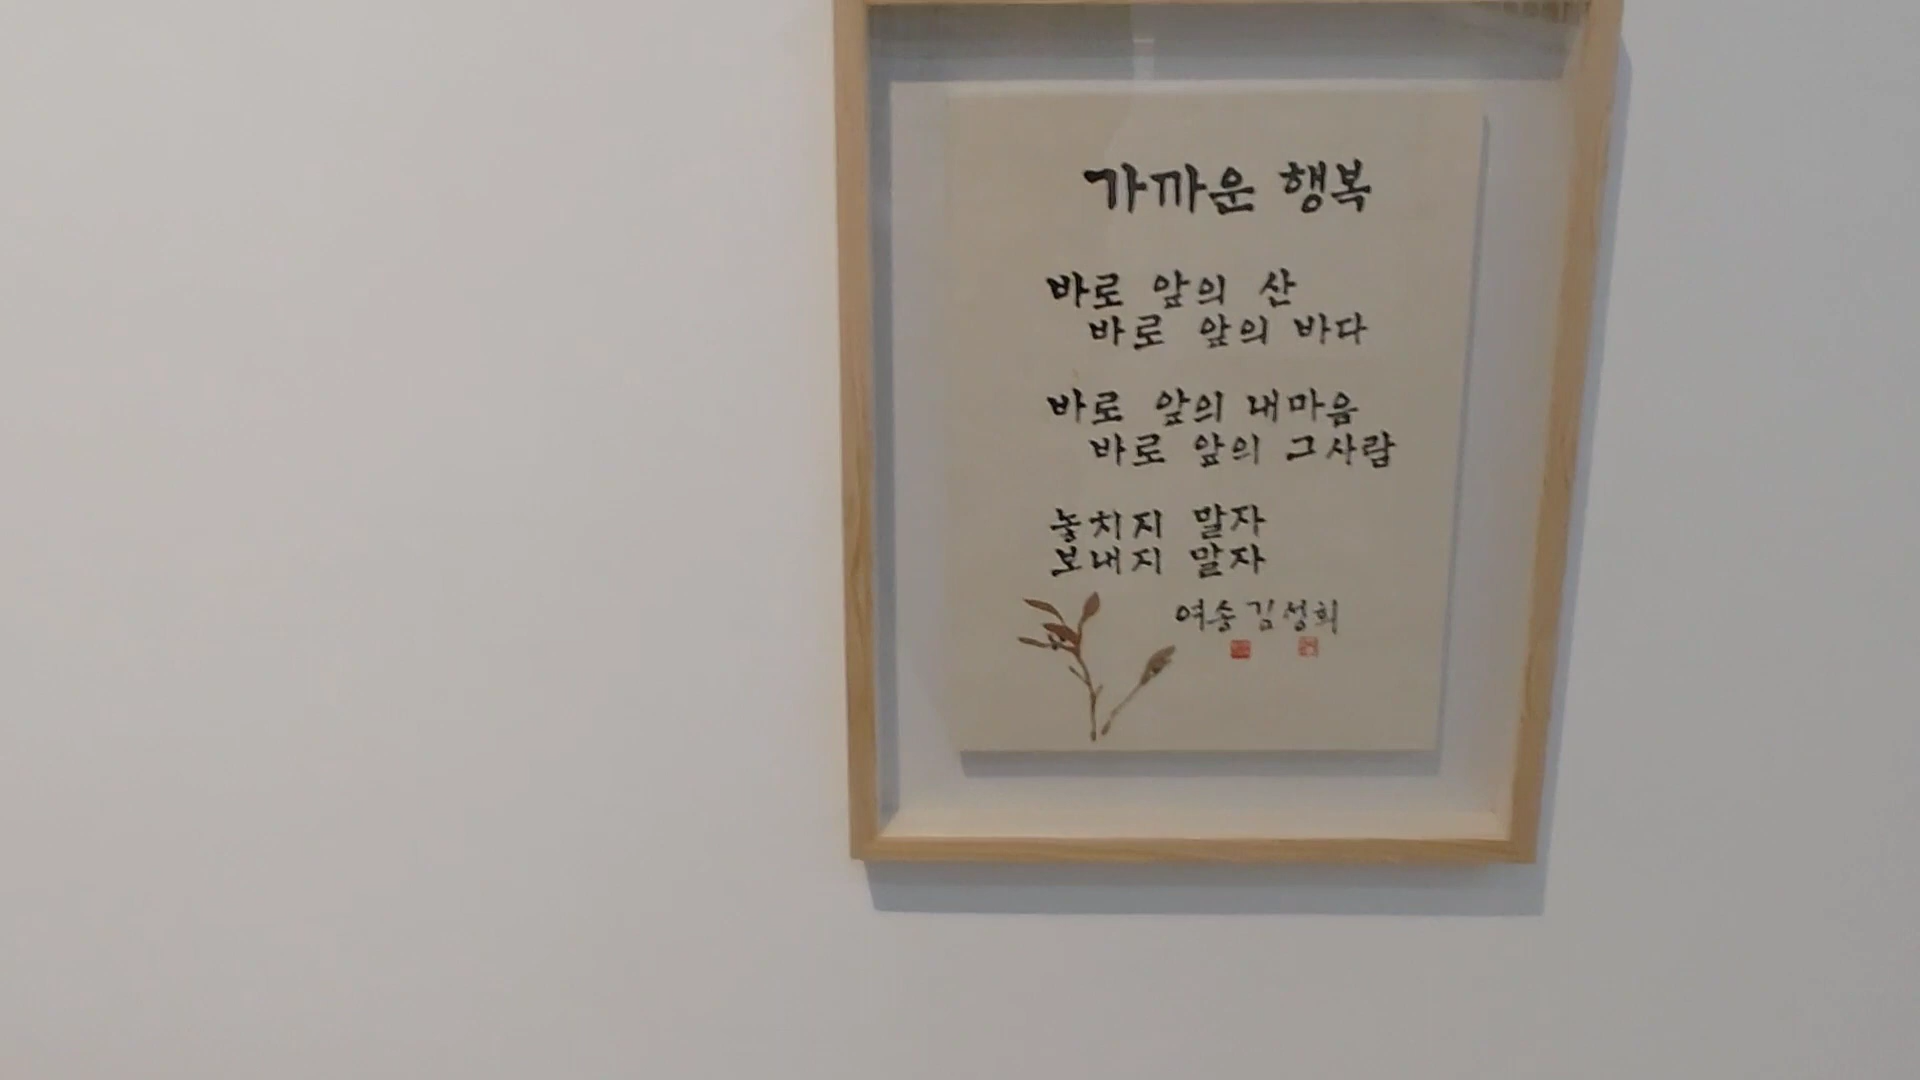 가까운 행복
바로 앞의 산
바로 앞의 바다
바로 앞의 내마음
바로 앞의 그사람
놓치지 말자
보내지 말자
여송 김성희